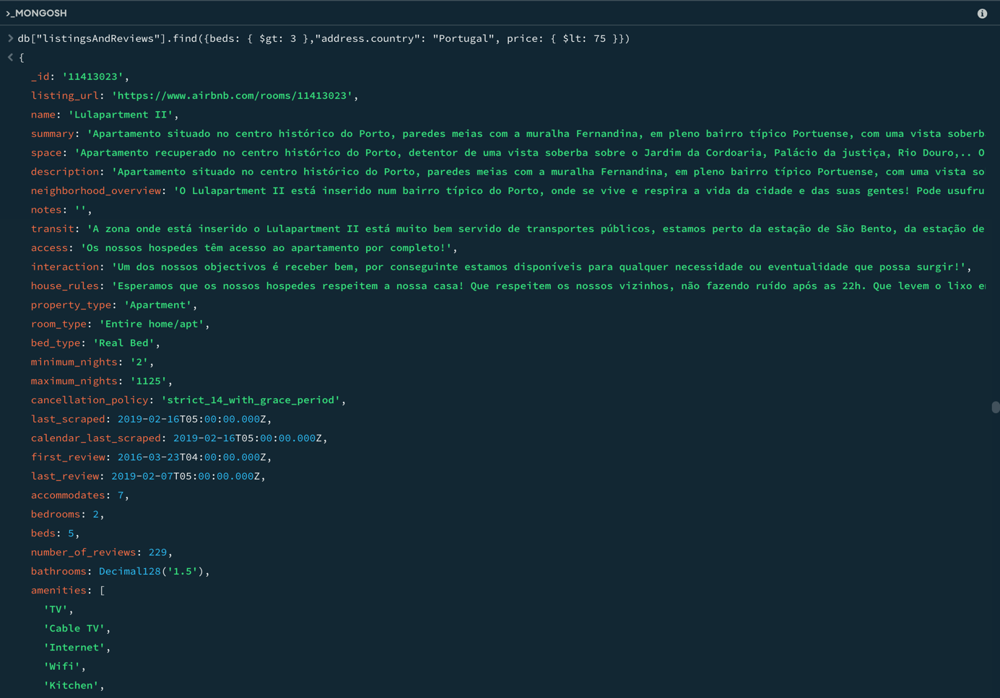 >_MONGOSH
> db["listingsAndReviews"].find({beds: { $gt: 3 },"address.country": "Portugal", price: { $lt: 75 }})
< {
_id: '11413023',
listing_url: 'https://www.airbnb.com/rooms/11413023',
name: 'Lulapartment II',
summary: 'Apartamento situado no centro histórico do Porto, paredes meias com a muralha Fernandina, em pleno bairro típico Portuense, com uma vista soberb
space: 'Apartamento recuperado no centro histórico do Porto, detentor de uma vista soberba sobre o Jardim da Cordoaria, Palácio da justiça, Rio Douro,.. O
description: 'Apartamento situado no centro histórico do Porto, paredes meias com a muralha Fernandina, em pleno bairro típico Portuense, com uma vista so
neighborhood_overview: 'O Lulapartment II está inserido num bairro típico do Porto, onde se vive e respira a vida da cidade e das suas gentes! Pode usufru
notes: '',
transit: 'A zona onde está inserido o Lulapartment II está muito bem servido de transportes públicos, estamos perto da estação de São Bento, da estação de
access: 'Os nossos hospedes têm acesso ao apartamento por completo!',
interaction: 'Um dos nossos objectivos é receber bem, por conseguinte estamos disponíveis para qualquer necessidade ou eventualidade que possa surgir!',
house_rules: 'Esperamos que os nossos hospedes respeitem a nossa casa! Que respeitem os nossos vizinhos, não fazendo ruído após as 22h. Que levem o lixo e
property_type: 'Apartment',
room_type: 'Entire home/apt',
bed_type: 'Real Bed',
minimum_nights: '2',
maximum_nights: '1125',
cancellation_policy: 'strict_14_with_grace_period',
last_scraped: 2019-02-16T05:00:00.000Z,
calendar_last_scraped: 2019-02-16T05:00:00.000Z,
first_review: 2016-03-23T04:00:00.000Z,
last_review: 2019-02-07T05:00:00.000Z,
accommodates: 7,
bedrooms: 2,
beds: 5,
number_of_reviews: 229,
bathrooms: Decimal128('1.5'),
amenities: [
'TV',
'Cable TV',
'Internet',
'Wifi',
'Kitchen',